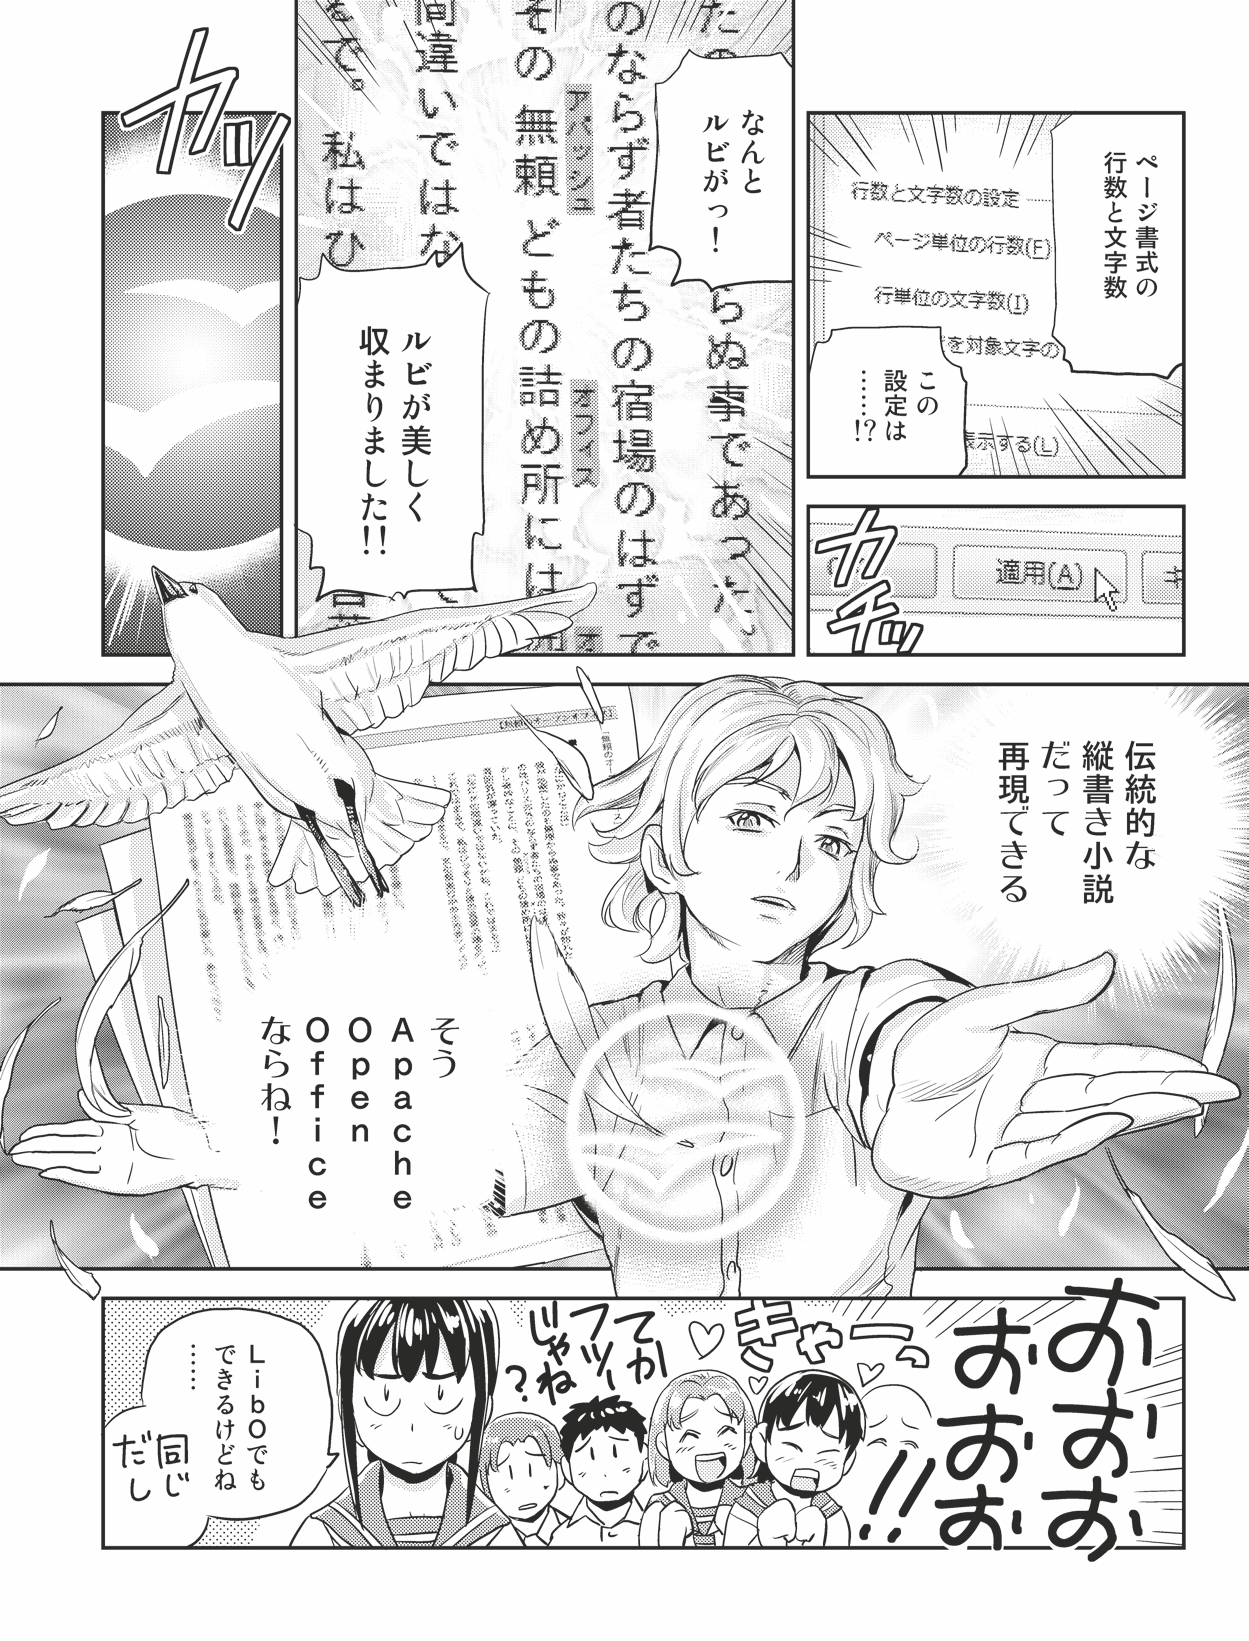 ページ書式の
行数と文字数
行数と文字数の設定
ページ単位の行数(F)
行単位の文字数(I)
を対象文字の
表示する(L)
この
設定は
……!?
カチッ
適用(A)
キ
なんと
ルビがっ！
らぬ事であった。
のならず者たちの宿場のはずで
アパッシュ
オフィス
その無頼どもの詰め所には
間違いではな
で。私はひ
ルビが美しく
収まりました!!
カッ
伝統的な
縦書き小説
だって
再現できる
そう
Apache
Open
Office
ならね！
おおお
おおお
!!
きゃーっ
てか
フツー
じゃね
?
LibOでも
できるけどね
……
同じ
だし